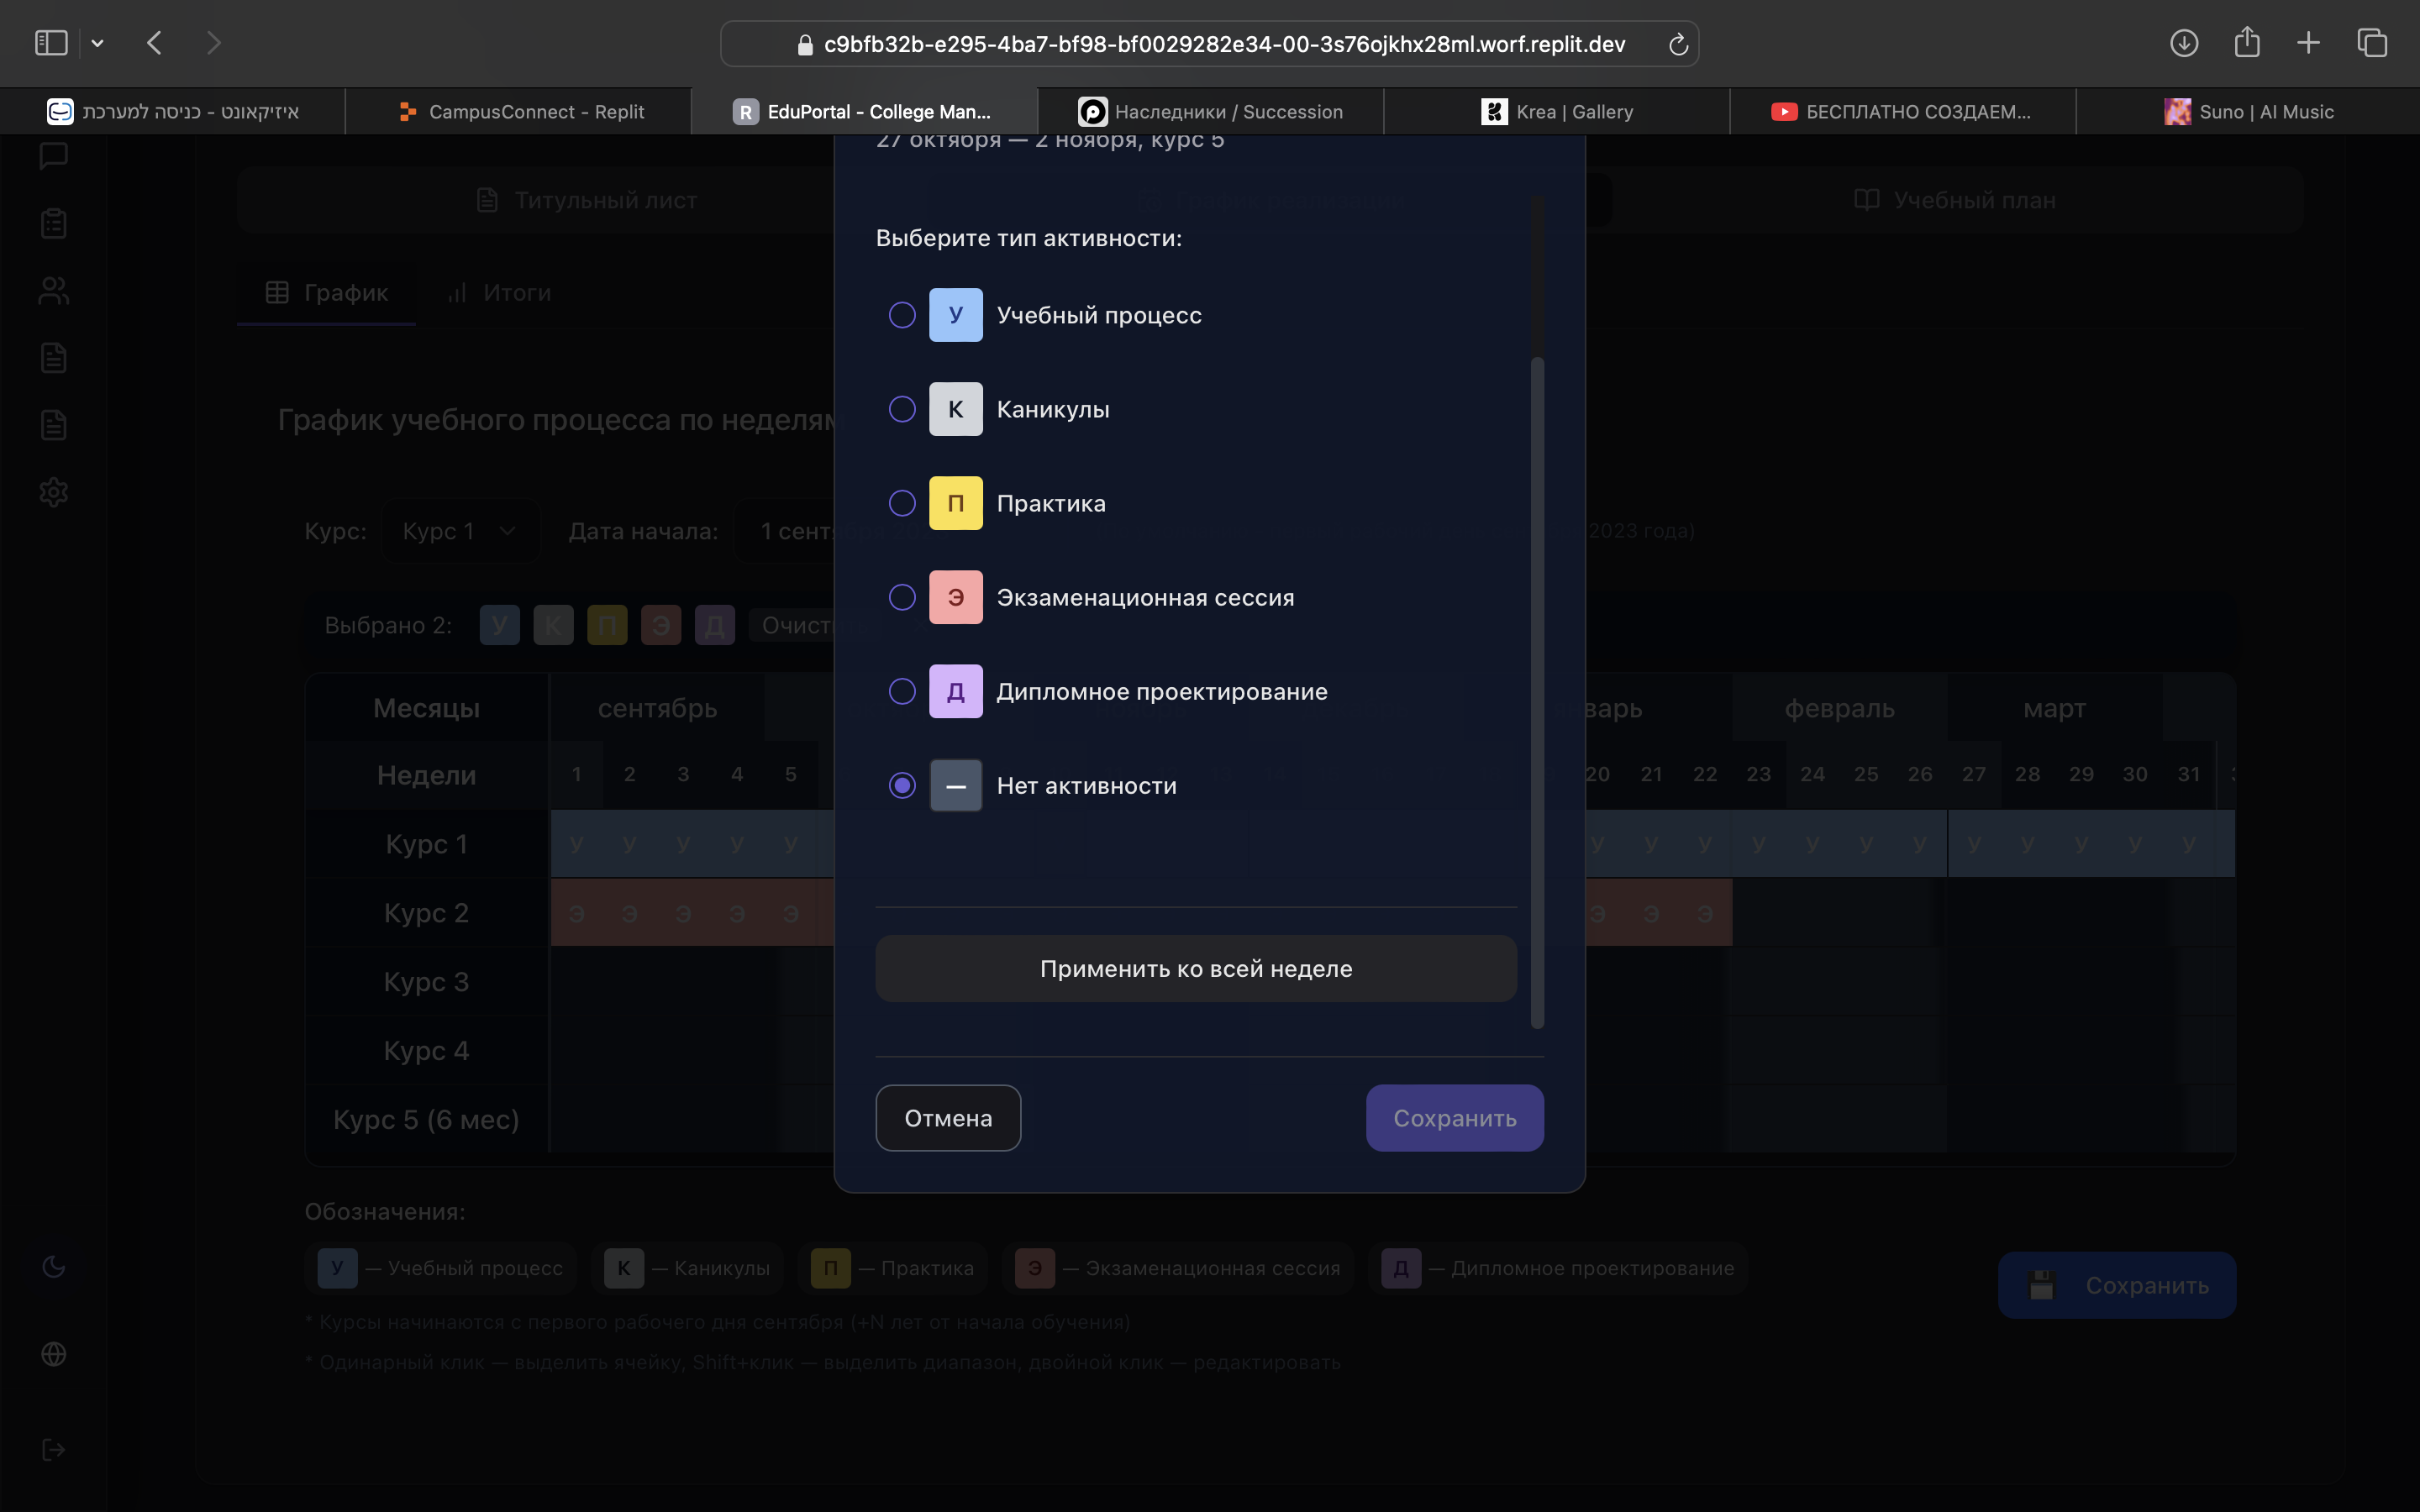 c9bfb32b-e295-4ba7-bf98-bf0029282e34-00-3s76ojkhx28ml.worf.replit.dev
איזיקאונט - כניסה למערכת
CampusConnect - Replit
R EduPortal - College Man...
Наследники / Succession
Krea | Gallery
БЕСПЛАТНО СОЗДАЕМ...
Suno | AI Music
27 октября — 2 ноября, курс 5
Титульный лист
Учебный план
Выберите тип активности:
График
Итоги
У Учебный процесс
К Каникулы
П Практика
Э Экзаменационная сессия
Д Дипломное проектирование
— Нет активности
Применить ко всей неделе
Отмена
Сохранить
График учебного процесса по неделям
Курс: Курс 1 Дата начала: 1 сент
2023 года)
Выбрано 2: У К П Э Д Очист
Месяцы сентябрь варь февраль март
Недели 1 2 3 4 5 20 21 22 23 24 25 26 27 28 29 30 31
Курс 1 У У У У У У У У У У У У У У У У У
Курс 2 Э Э Э Э Э Э Э Э
Курс 3
Курс 4
Курс 5 (6 мес)
Обозначения:
У — Учебный процесс К — Каникулы П — Практика Э — Экзаменационная сессия Д — Дипломное проектирование
Сохранить
* Курсы начинаются с первого рабочего дня сентября (+N лет от начала обучения)
* Одинарный клик — выделить ячейку, Shift+клик — выделить диапазон, двойной клик — редактировать